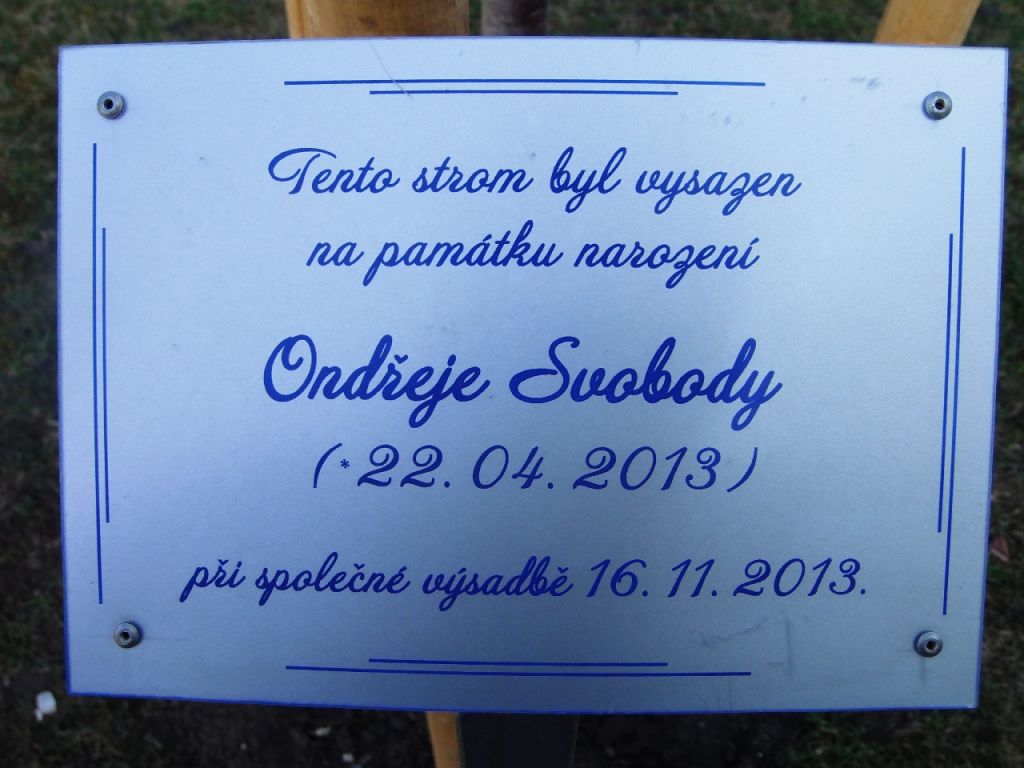 Tento strom byl vysazen
na památku narození
Ondřeje Svobody
(* 22. 04. 2013)
při společné výsadbě 16. 11. 2013.